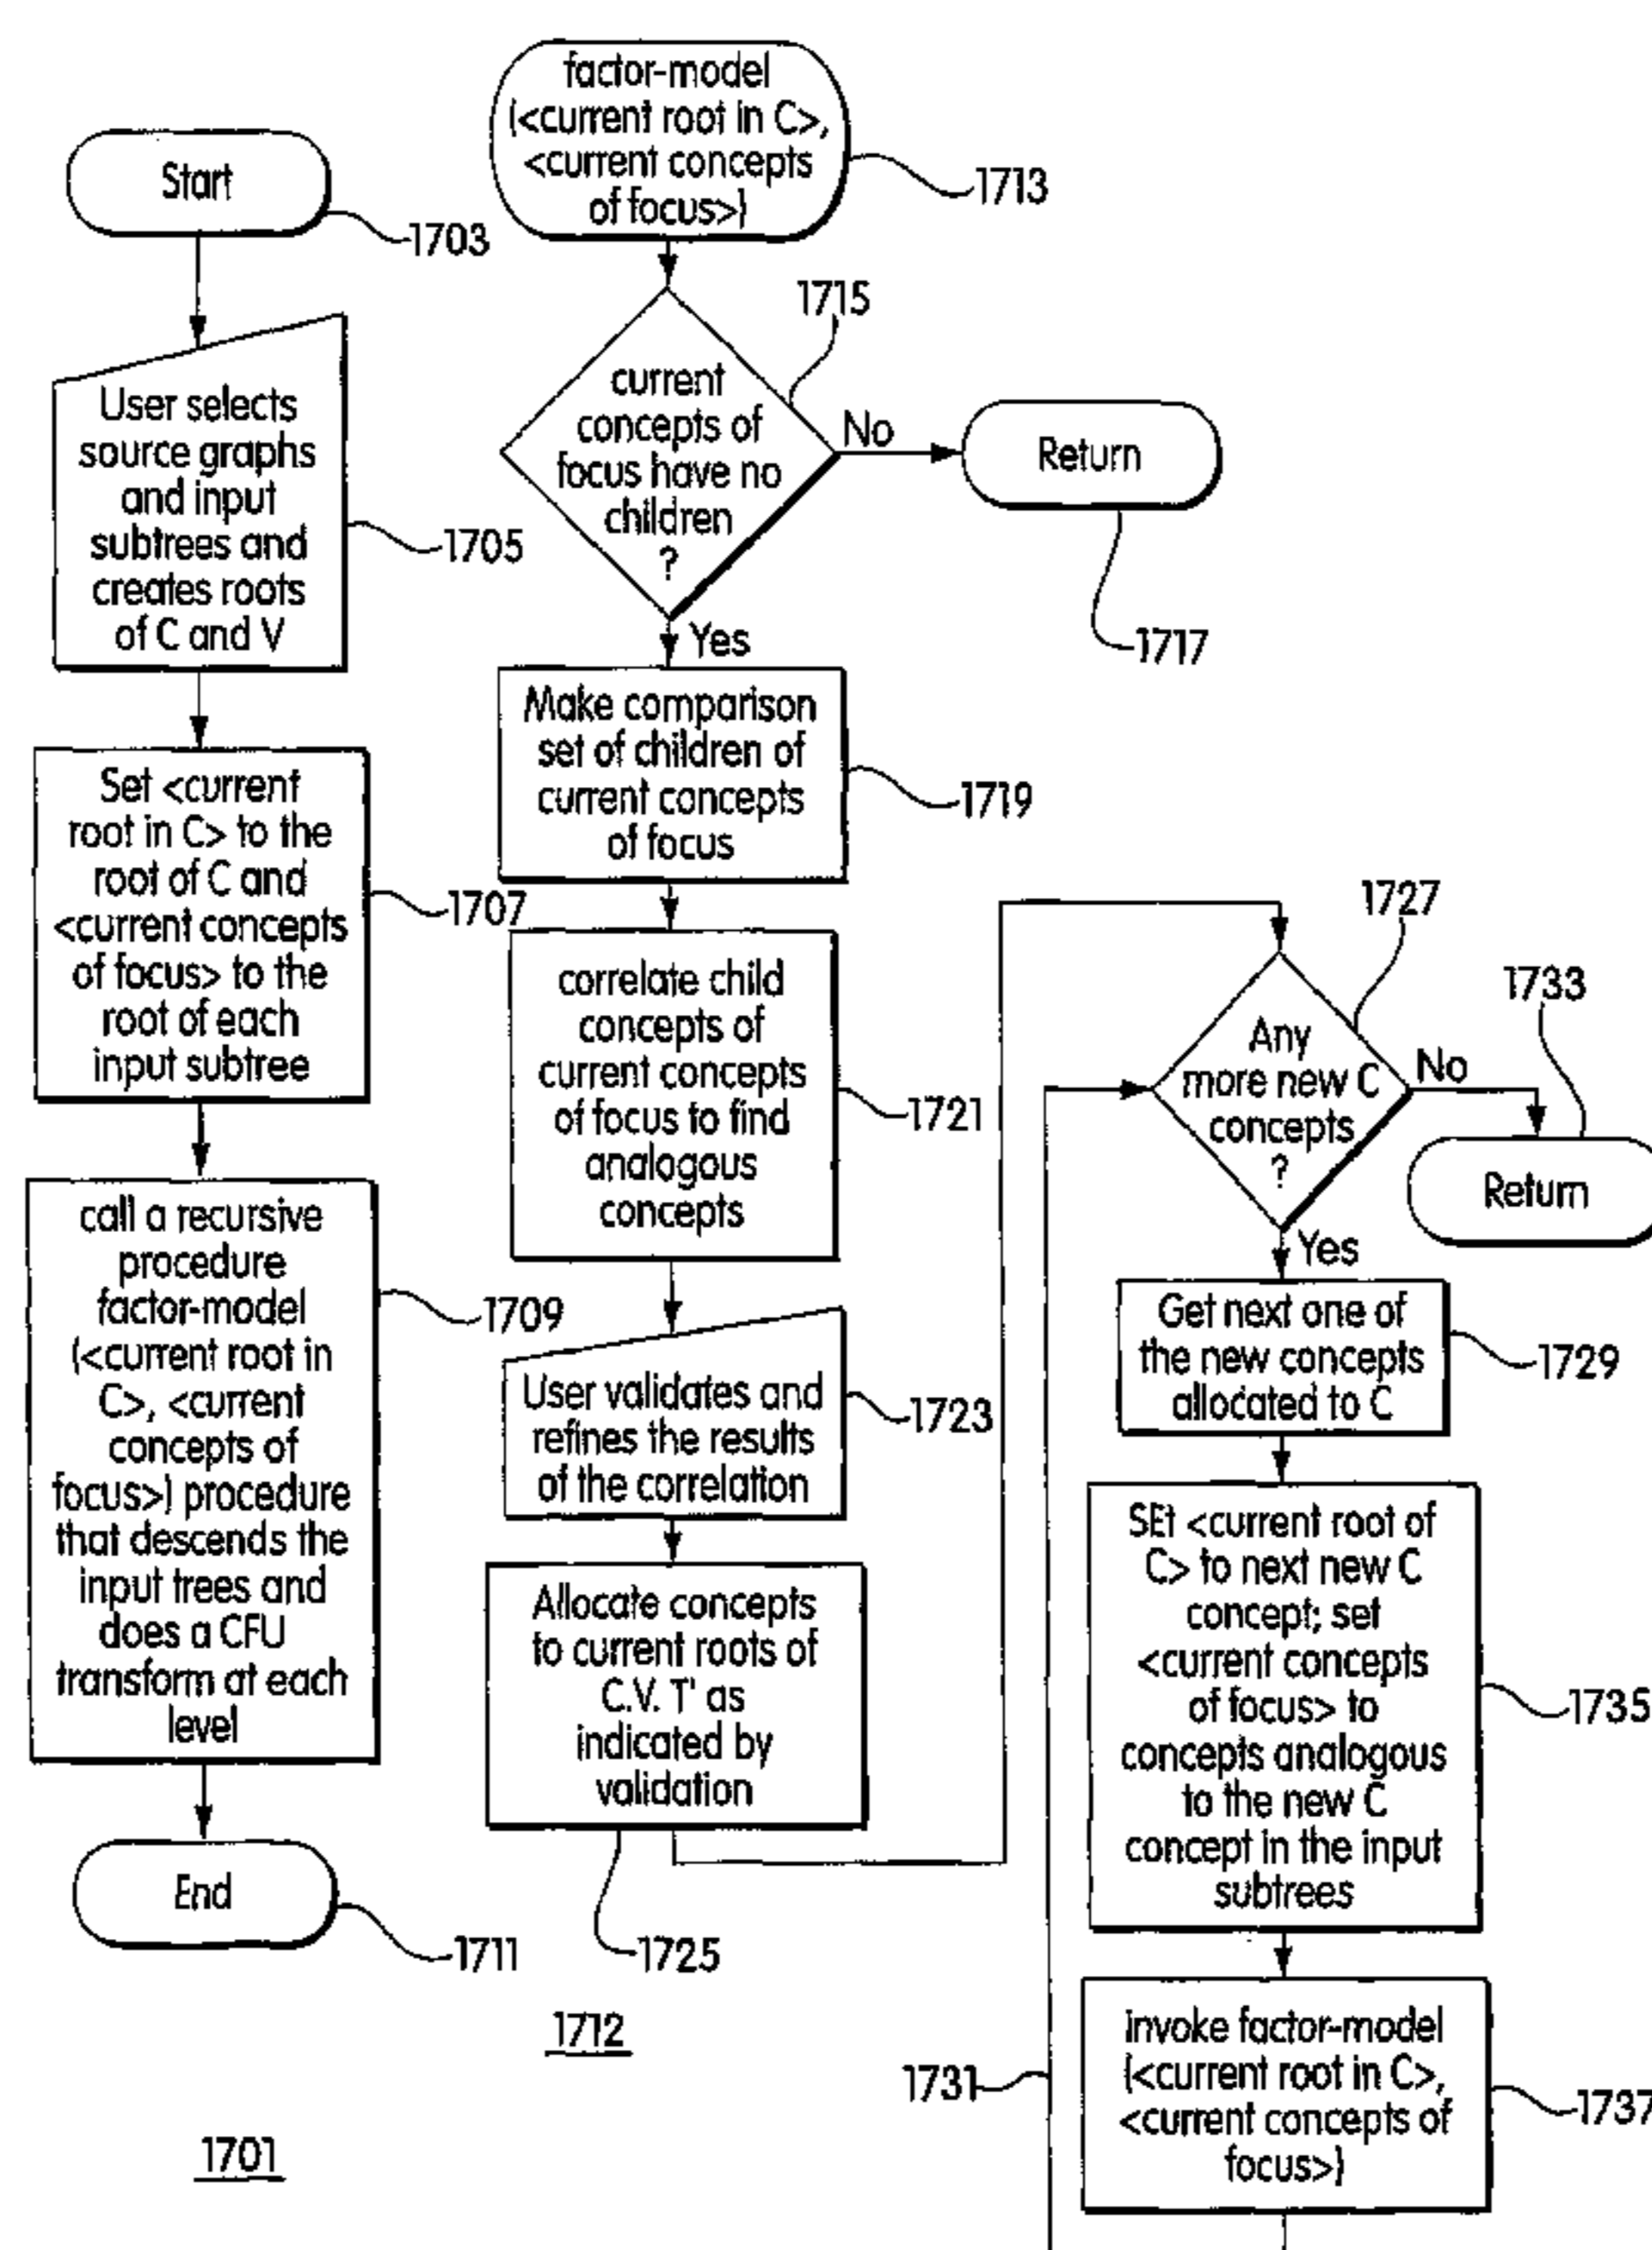 Start
1703
User selects
source graphs
and input
subtrees and
creates roots
of C and V
1705
Set <current
root in C> to the
root of C and
<current concepts
of focus> to the
root of each
input subtree
1707
call a recursive
procedure
factor-model
(<current root in
C>, <current
concepts of
focus>) procedure
that descends the
input trees and
does a CFU
transform at each
level
1709
End
1711
1701
factor-model
(<current root in C>,
<current concepts
of focus>)
1713
1715
current
concepts of
focus have no
children
?
No
Return
1717
Yes
Make comparison
set of children of
current concepts
of focus
1719
correlate child
concepts of
current concepts
of focus to find
analogous
concepts
1721
User validates and
refines the results
of the correlation
1723
Allocate concepts
to current roots of
C.V. T' as
indicated by
validation
1725
1712
1727
Any
more new C
concepts
?
No
1733
Return
Yes
Get next one of
the new concepts
allocated to C
1729
SEt <current root of
C> to next new C
concept; set
<current concepts
of focus> to
concepts analogous
to the new C
concept in the input
subtrees
1735
invoke factor-model
(<current root in C>,
<current concepts of
focus>)
1737
1731